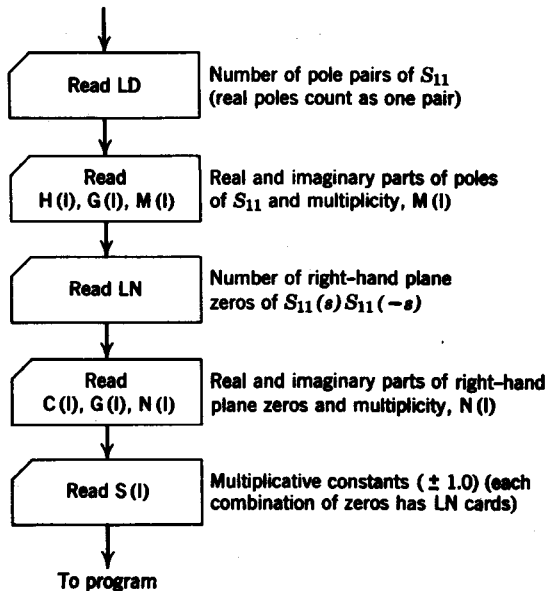 Read LD
Number of pole pairs of S₁₁
(real poles count as one pair)
Read
H(I), G(I), M(I)
Real and imaginary parts of poles
of S₁₁ and multiplicity, M(I)
Read LN
Number of right-hand plane
zeros of S₁₁(s)S₁₁(-s)
Read
C(I), G(I), N(I)
Real and imaginary parts of right-hand
plane zeros and multiplicity, N(I)
Read S(I)
Multiplicative constants (± 1.0) (each
combination of zeros has LN cards)
To program